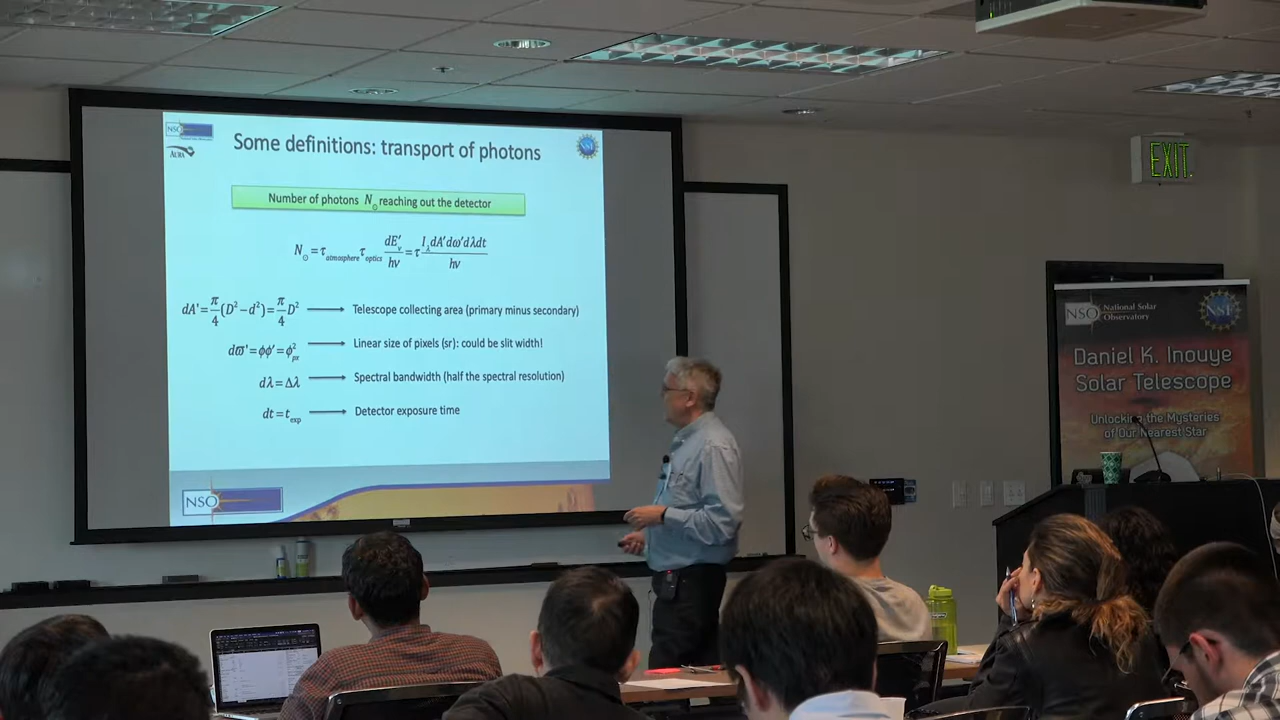 NSO
AURA
Some definitions: transport of photons
NSF
Number of photons N⊙ reaching out the detector
N⊙ = τatmosphere τoptics dE′ν/hν = τ IλdA′dω′dλdt/hν
dA' = π/4 (D² − d²) = π/4 D² → Telescope collecting area (primary minus secondary)
dϖ' = ϕϕ' = ϕ²px → Linear size of pixels (sr): could be slit width!
dλ = Δλ → Spectral bandwidth (half the spectral resolution)
dt = texp → Detector exposure time
NSO
EXIT
NSO National Solar
Observatory
NSF
Daniel K. Inouye
Solar Telescope
Unlocking the Mysteries
of Our Nearest Star